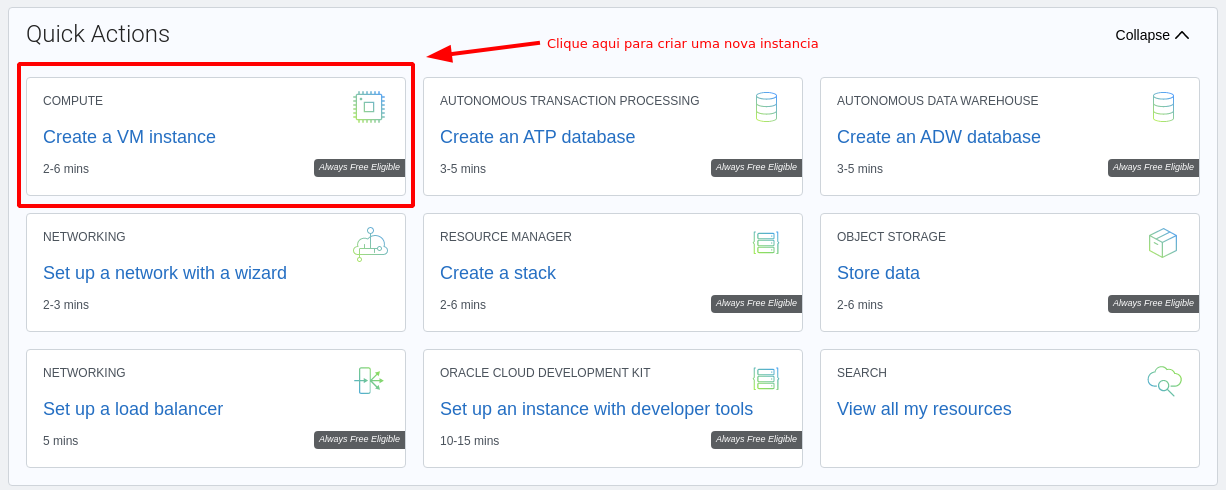 Quick Actions
Clique aqui para criar uma nova instancia
Collapse
COMPUTE
Create a VM instance
2-6 mins
Always Free Eligible
AUTONOMOUS TRANSACTION PROCESSING
Create an ATP database
3-5 mins
Always Free Eligible
AUTONOMOUS DATA WAREHOUSE
Create an ADW database
3-5 mins
Always Free Eligible
NETWORKING
Set up a network with a wizard
2-3 mins
RESOURCE MANAGER
Create a stack
2-6 mins
Always Free Eligible
OBJECT STORAGE
Store data
2-6 mins
Always Free Eligible
NETWORKING
Set up a load balancer
5 mins
Always Free Eligible
ORACLE CLOUD DEVELOPMENT KIT
Set up an instance with developer tools
10-15 mins
Always Free Eligible
SEARCH
View all my resources